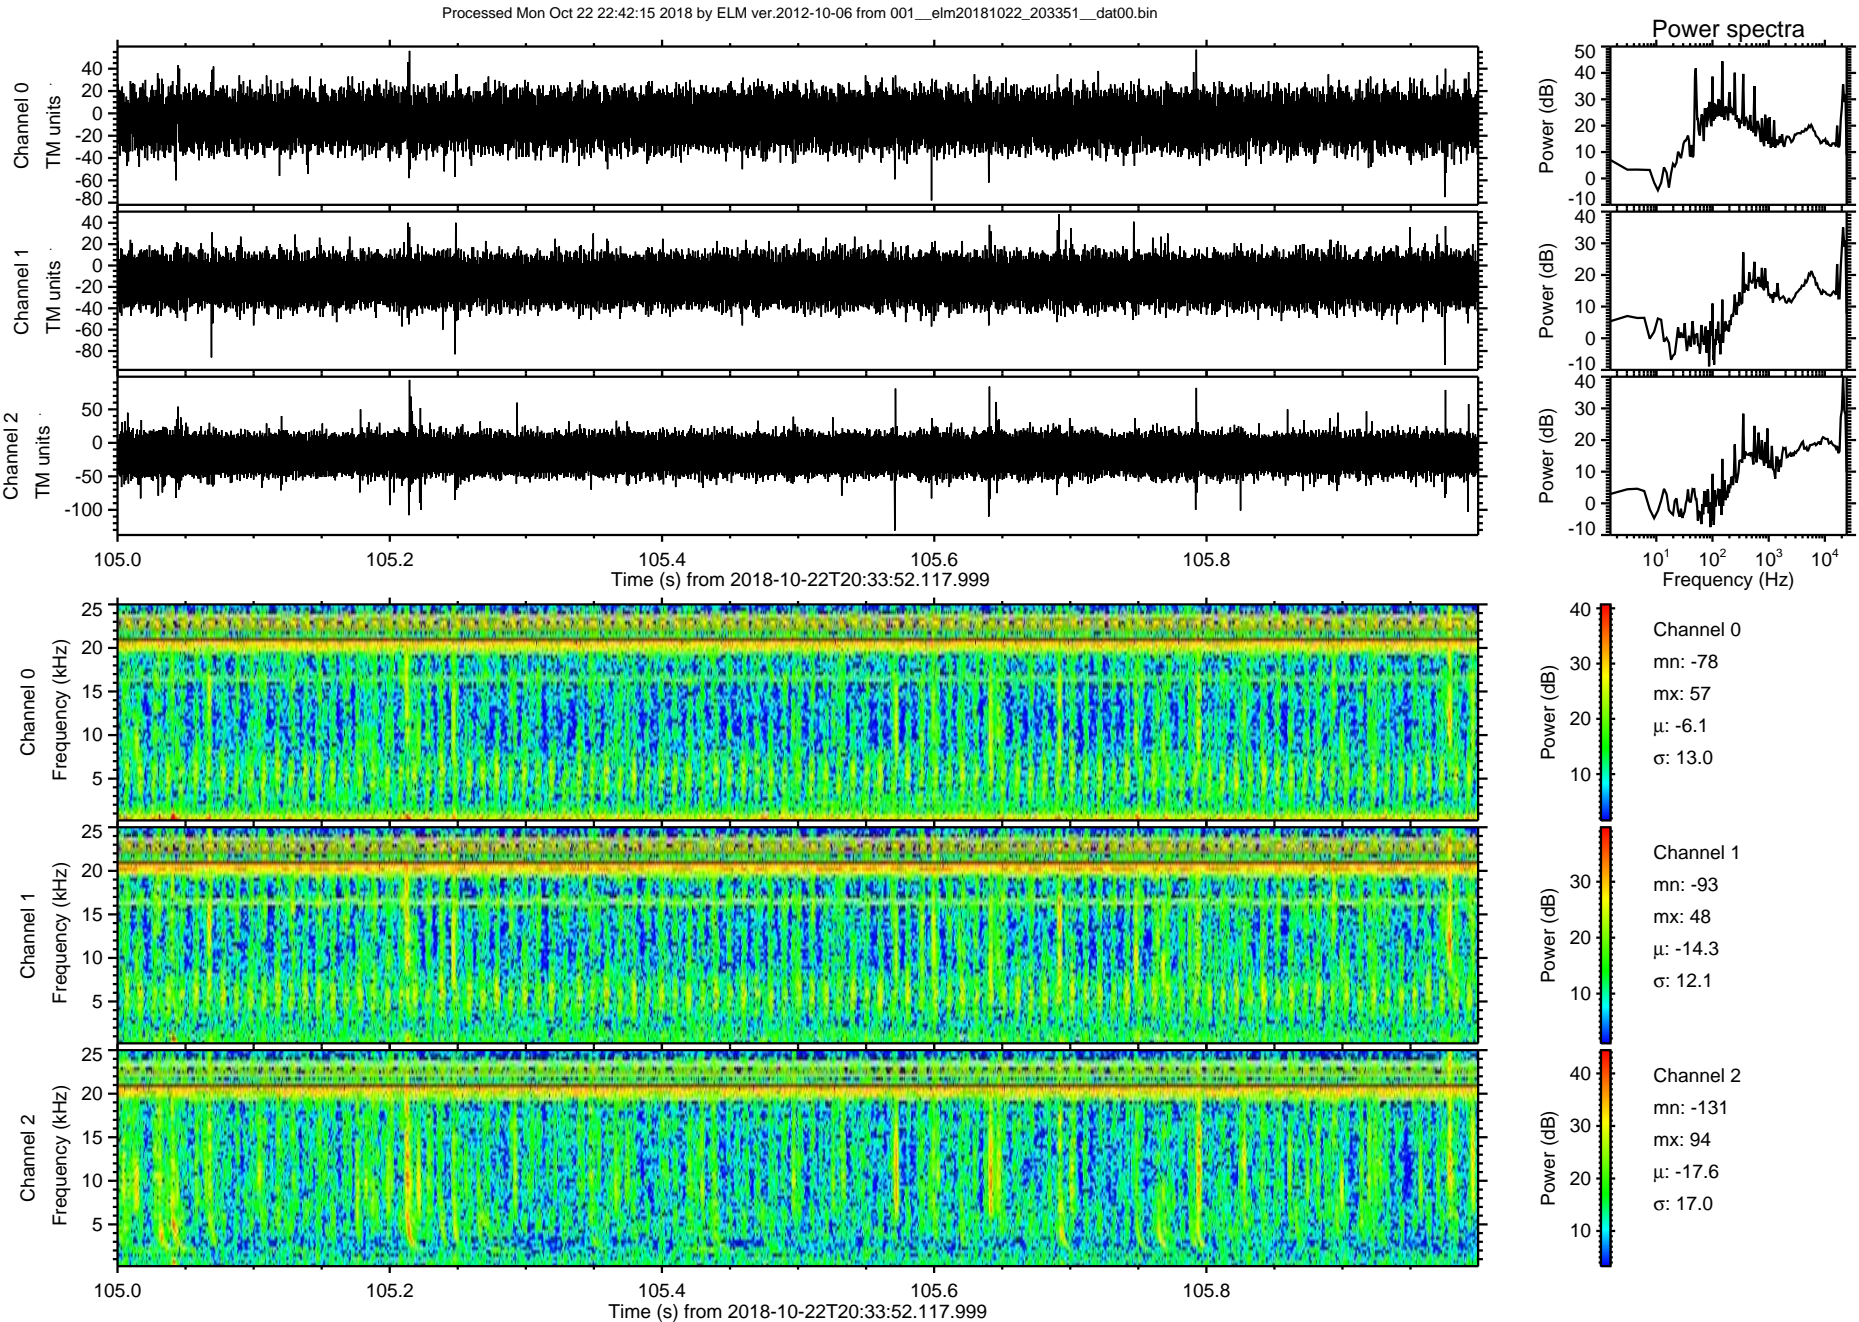 Processed Mon Oct 22 22:42:15 2018 by ELM ver.2012-10-06 from 001__elm20181022_203351__dat00.bin
Power spectra
Channel 0
TM units
40
20
0
-20
-40
-60
-80
Power (dB)
50
40
30
20
10
0
-10
Channel 1
TM units
40
20
0
-20
-40
-60
-80
Power (dB)
40
30
20
10
0
-10
Channel 2
TM units
50
0
-50
-100
Power (dB)
40
30
20
10
0
-10
105.0 105.2 105.4 105.6 105.8
Time (s) from 2018-10-22T20:33:52.117.999
10^1 10^2 10^3 10^4
Frequency (Hz)
Channel 0
Frequency (kHz)
25
20
15
10
5
Power (dB)
40
30
20
10
Channel 0
mn: -78
mx: 57
μ: -6.1
σ: 13.0
Channel 1
Frequency (kHz)
25
20
15
10
5
Power (dB)
30
20
10
Channel 1
mn: -93
mx: 48
μ: -14.3
σ: 12.1
Channel 2
Frequency (kHz)
25
20
15
10
5
Power (dB)
40
30
20
10
Channel 2
mn: -131
mx: 94
μ: -17.6
σ: 17.0
105.0 105.2 105.4 105.6 105.8
Time (s) from 2018-10-22T20:33:52.117.999